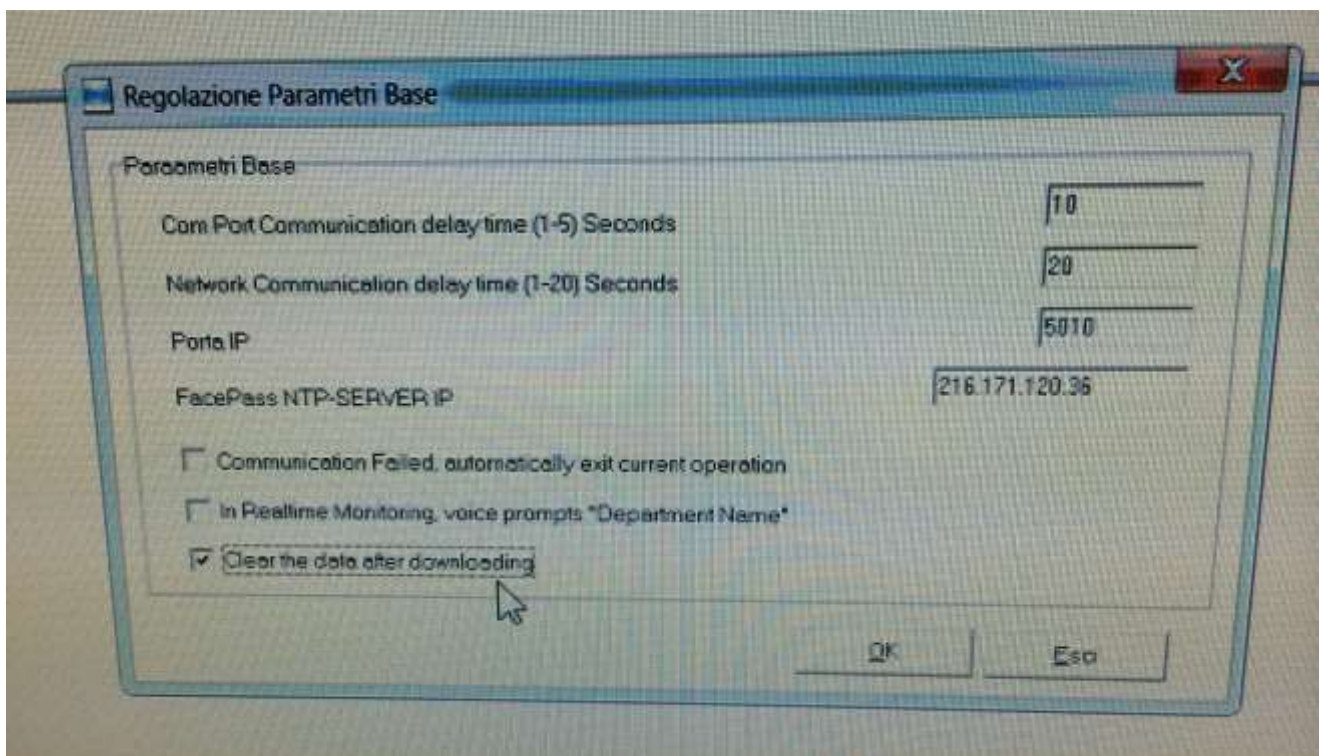 Regolazione Parametri Base
Paraametri Base
Com Port Communication delay time (1-5) Seconds
10
Network Communication delay time (1-20) Seconds
20
Porta IP
5010
FacePass NTP-SERVER IP
216.171.120.36
Communication Failed, automatically exit current operation
In Realtime Monitoring, voice prompts "Department Name"
Clear the data after downloading
OK
Esci